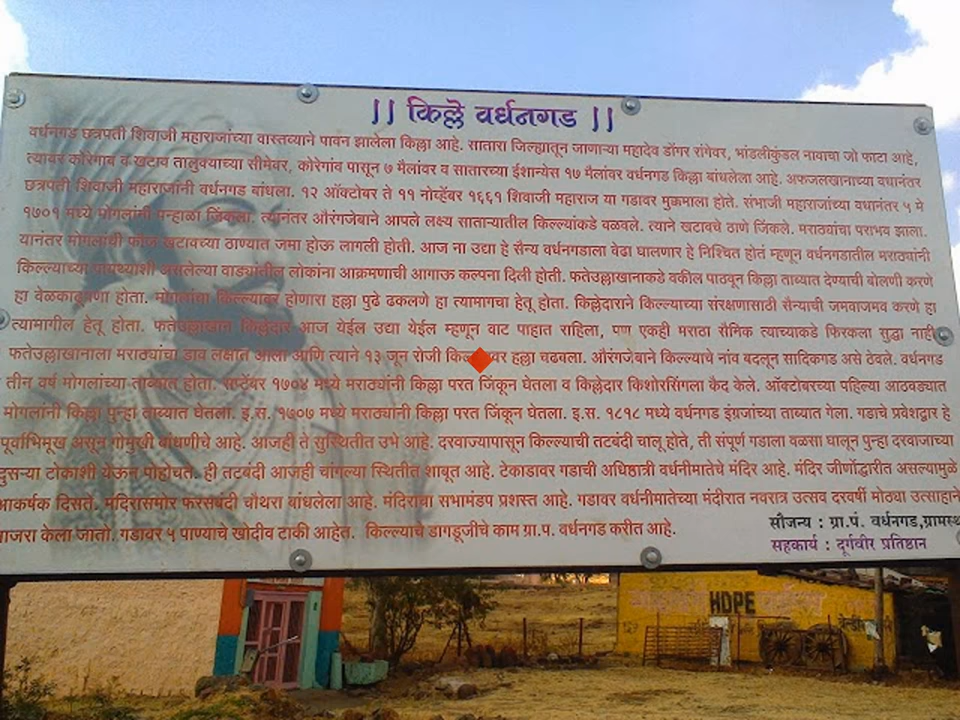 || किल्ले वर्धनगड ||
वर्धनगड छत्रपती शिवाजी महाराजांच्या वास्तव्याने पावन झालेला किल्ला आहे. सातारा जिल्ह्यातून जाणाऱ्या महादेव डोंगर रांगेवर, भांडलीकुंडल नावाचा जो फाटा आहे,
त्यावर कोरेगाव व खटाव तालुक्याच्या सीमेवर, कोरेगांव पासून ७ मैलांवर व सातारच्या ईशान्येस १७ मैलांवर वर्धनगड किल्ला बांधलेला आहे. अफजलखानाच्या वधानंतर
छत्रपती शिवाजी महाराजांनी वर्धनगड बांधला. १२ ऑक्टोबर ते ११ नोव्हेंबर १६६१ शिवाजी महाराज या गडावर मुक्कामाला होते. संभाजी महाराजांच्या वधानंतर ५ मे
१७०१ मध्ये मोगलांनी पन्हाळा जिंकला. त्यानंतर औरंगजेबाने आपले लक्ष्य साताऱ्यातील किल्ल्यांकडे वळवले. त्याने खटावचे ठाणे जिंकले. मराठ्यांचा पराभव झाला.
यानंतर मोगलांची फौज खटावच्या ठाण्यात जमा होऊ लागली होती. आज ना उद्या हे सैन्य वर्धनगडाला वेढा घालणार हे निश्चित होतं म्हणून वर्धनगडातील मराठ्यांनी
किल्ल्याच्या पायथ्याशी असलेल्या वाड्यातील लोकांना आक्रमणाची आगाऊ कल्पना दिली होती. फतेउल्लाखानाकडे वकील पाठवून किल्ला ताब्यात देण्याची बोलणी करणे
हा वेळकाढूपणा होता. मोगलांचा किल्ल्यावर होणारा हल्ला पुढे ढकलणे हा त्यामागचा हेतू होता. किल्लेदाराने किल्ल्याच्या संरक्षणासाठी सैन्याची जमवाजमव करणे हा
त्यामागील हेतू होता. फतेउल्लाखान किल्लेदार आज येईल उद्या येईल म्हणून वाट पाहात राहिला, पण एकही मराठा सैनिक त्याच्याकडे फिरकला सुद्धा नाही
फतेउल्लाखानाला मराठ्यांचा डाव लक्षात आला आणि त्याने १३ जून रोजी वर हल्ला चढवला. औरंगजेबाने किल्ल्याचे नांव बदलून सादिकगड असे ठेवले. वर्धनगड
तीन वर्ष मोगलांच्या ताब्यात होता. सप्टेंबर १७०४ मध्ये मराठ्यांनी किल्ला परत जिंकून घेतला व किल्लेदार किशोरसिंगला कैद केले. ऑक्टोबरच्या पहिल्या आठवड्यात
मोगलांनी किल्ला पुन्हा ताब्यात घेतला. इ.स. १७०७ मध्ये मराठ्यांनी किल्ला परत जिंकून घेतला. इ.स. १८१८ मध्ये वर्धनगड इंग्रजांच्या ताब्यात गेला. गडाचे प्रवेशद्वार हे
पूर्वाभिमूख असून गोमुखी बांधणीचे आहे. आजही ते सुस्थितीत उभे आहे. दरवाज्यापासून किल्ल्याची तटबंदी चालू होते, ती संपूर्ण गडाला वळसा घालून पुन्हा दरवाजाच्या
दुसऱ्या टोकाशी येऊन पोहोचते. ही तटबंदी आजही चांगल्या स्थितीत शाबूत आहे. टेकाडावर गडाची अधिष्ठात्री वर्धनीमातेचे मंदिर आहे. मंदिर जीर्णोद्धारीत असल्यामुळे
आकर्षक दिसते. मंदिरासमोर फरसबंदी चौथरा बांधलेला आहे. मंदिराचा सभामंडप प्रशस्त आहे. गडावर वर्धनीमातेच्या मंदीरात नवरात्र उत्सव दरवर्षी मोठ्या उत्साहाने
साजरा केला जातो. गडावर ५ पाण्याचे खोदीव टाकी आहेत. किल्ल्याचे डागडूजीचे काम ग्रा.प. वर्धनगड करीत आहे.
सौजन्य : ग्रा.पं. वर्धनगड,ग्रामस्थ
सहकार्य : दूर्गवीर प्रतिष्ठान
HDPE